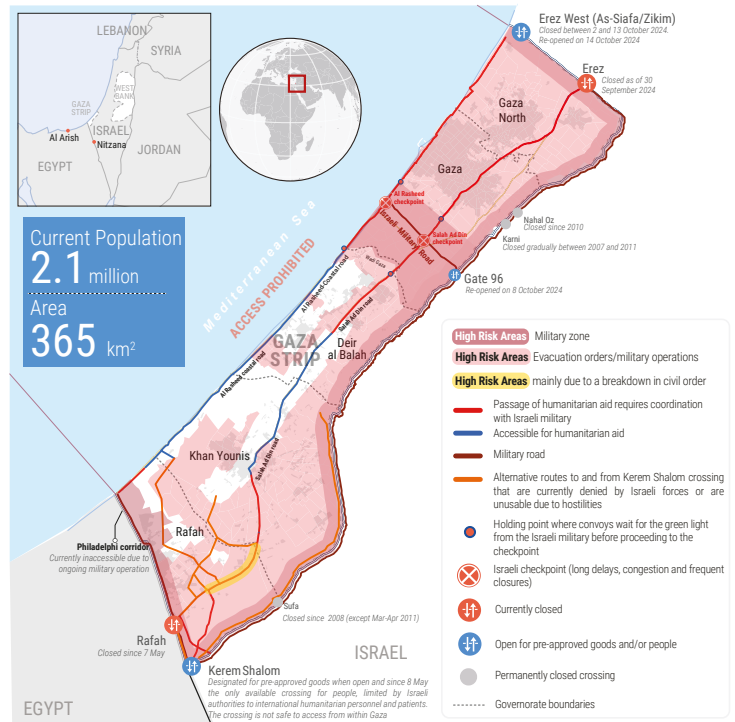 LEBANON
SYRIA
WEST
BANK
GAZA
STRIP
ISRAEL
Al Arish
Nitzana
JORDAN
EGYPT
Erez West (As-Siafa/Zikim)
Closed between 2 and 13 October 2024.
Re-opened on 14 October 2024
Erez
Closed as of 30
September 2024
Gaza
North
Gaza
Al Rasheed
checkpoint
Israeli Military Road
Salah Ad Din
checkpoint
Nahal Oz
Closed since 2010
Karni
Closed gradually between 2007 and 2011
Gate 96
Re-opened on 8 October 2024
Mediterranean Sea
ACCESS PROHIBITED
Current Population
2.1 million
Area
365 km²
Wadi Gaza
Al Rasheed-Coastal road
Salah Ad Din road
GAZA
STRIP
Deir
al Balah
Al Rasheed coastal road
Khan Younis
Salah Ad Din road
Rafah
Philadelphi corridor
Currently inaccessible due to
ongoing military operation
Sufa
Closed since 2008 (except Mar-Apr 2011)
Rafah
Closed since 7 May
ISRAEL
Kerem Shalom
Designated for pre-approved goods when open and since 8 May
the only available crossing for people, limited by Israeli
authorities to international humanitarian personnel and patients.
The crossing is not safe to access from within Gaza
EGYPT
High Risk Areas Military zone
High Risk Areas Evacuation orders/military operations
High Risk Areas mainly due to a breakdown in civil order
Passage of humanitarian aid requires coordination
with Israeli military
Accessible for humanitarian aid
Military road
Alternative routes to and from Kerem Shalom crossing
that are currently denied by Israeli forces or are
unusable due to hostilities
Holding point where convoys wait for the green light
from the Israeli military before proceeding to the
checkpoint
Israeli checkpoint (long delays, congestion and frequent
closures)
Currently closed
Open for pre-approved goods and/or people
Permanently closed crossing
Governorate boundaries